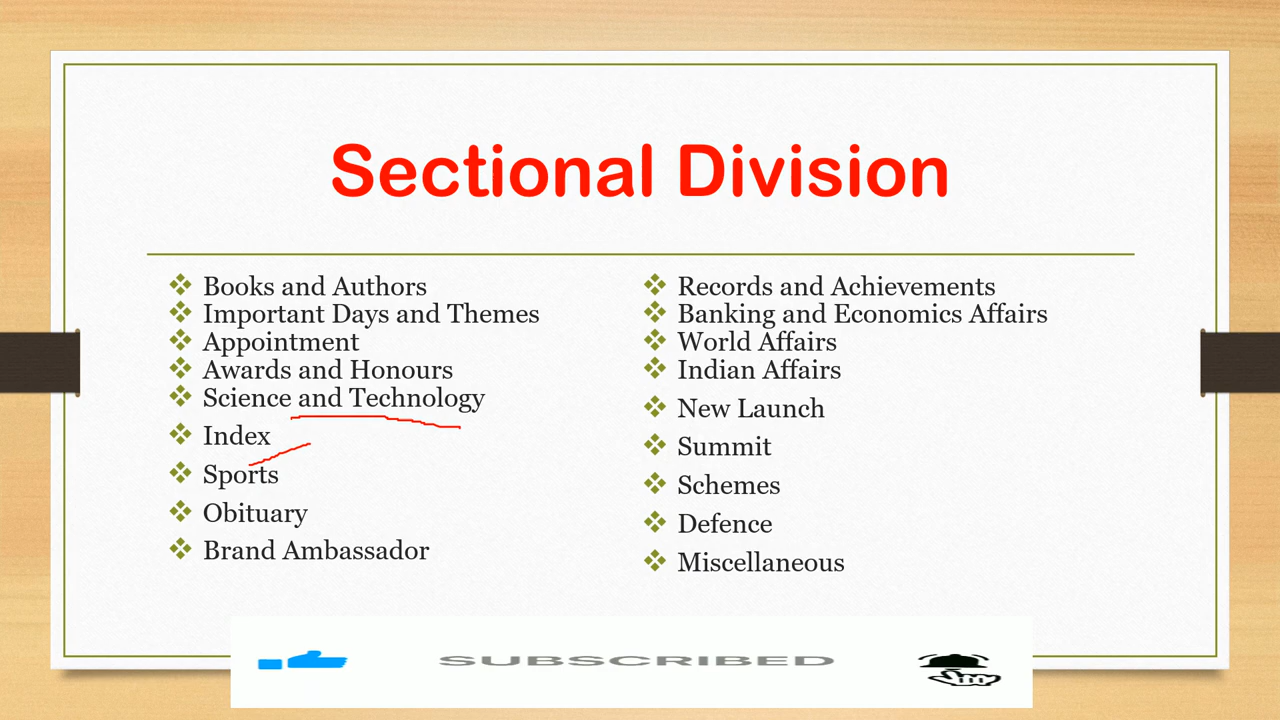 Sectional Division
Books and Authors
Important Days and Themes
Appointment
Awards and Honours
Science and Technology
Index
Sports
Obituary
Brand Ambassador
Records and Achievements
Banking and Economics Affairs
World Affairs
Indian Affairs
New Launch
Summit
Schemes
Defence
Miscellaneous
SUBSCRIBED